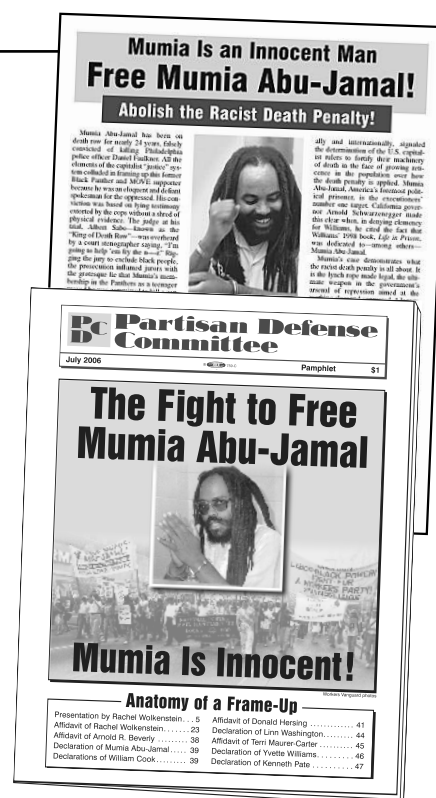 Mumia Is an Innocent Man
Free Mumia Abu-Jamal!
Abolish the Racist Death Penalty!
Mumia Abu-Jamal has been on
death row for nearly 24 years, falsely
convicted of killing Philadelphia
police officer Daniel Faulkner. All the
elements of the capitalist "justice" sys-
tem colluded in framing up this former
Black Panther and MOVE supporter
because he was an eloquent and defiant
spokesman for the oppressed. His con-
viction was based on lying testimony
extorted by the cops without a shred of
physical evidence. The judge at his
trial, Albert Sabo—known as the
"King of Death Row"—was overheard
by a court stenographer saying, "I'm
going to help 'em fry the n--r." Rig-
ging the jury to exclude black people,
the prosecution inflamed jurors with
the grotesque lie that Mumia's mem-
bership in the Panthers as a teenager
ally and internationally, signaled
the determination of the U.S. capital-
ist rulers to fortify their machinery
of death in the face of growing reti-
cence in the population over how
the death penalty is applied. Mumia
Abu-Jamal, America's foremost polit-
ical prisoner, is the executioners'
number one target. California gover-
nor Arnold Schwarzenegger made
this clear when, in denying clemency
for Williams, he cited the fact that
Williams' 1998 book, Life in Prison,
was dedicated to—among others—
Mumia Abu-Jamal.
Mumia's case demonstrates what
the racist death penalty is all about. It
is the lynch rope made legal, the ulti-
mate weapon in the government's
arsenal of repression aimed at the
PDC
Partisan Defense
Committee
July 2006
Pamphlet
$1
The Fight to Free
Mumia Abu-Jamal
Mumia Is Innocent!
Workers Vanguard photos
Anatomy of a Frame-Up
Presentation by Rachel Wolkenstein. . . 5
Affidavit of Rachel Wolkenstein. . . . . . . 23
Affidavit of Arnold R. Beverly . . . . . . . . . 38
Declaration of Mumia Abu-Jamal. . . . . 39
Declarations of William Cook. . . . . . . . . 39
Affidavit of Donald Hersing . . . . . . . . . . . . . 41
Declaration of Linn Washington. . . . . . . . . 44
Affidavit of Terri Maurer-Carter . . . . . . . . . . 45
Declaration of Yvette Williams. . . . . . . . . . . 46
Declaration of Kenneth Pate . . . . . . . . . . . 47